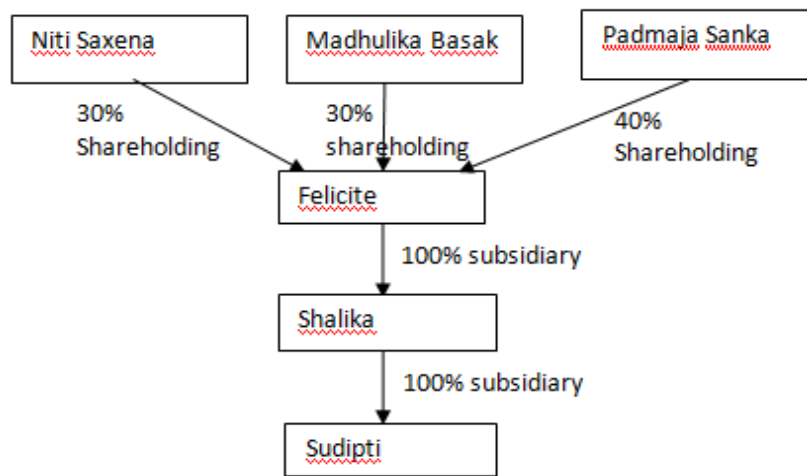 Niti Saxena
Madhulika Basak
Padmaja Sanka
30%
Shareholding
30%
shareholding
40%
Shareholding
Felicite
100% subsidiary
Shalika
100% subsidiary
Sudipti